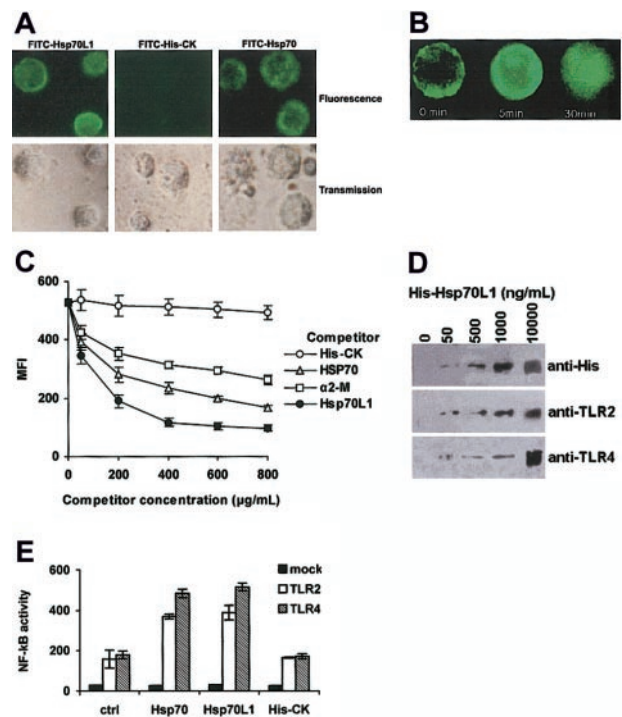 A
FITC-Hsp70L1 FITC-His-CK FITC-Hsp70
Fluorescence
Transmission
B
0 min 5min 30min
C
600
400
200
0
MFI
0 200 400 600 800
Competitor concentration (µg/mL)
Competitor
His-CK
HSP70
α2-M
Hsp70L1
D
His-Hsp70L1 (ng/mL)
0 50 500 1000 10000
anti-His
anti-TLR2
anti-TLR4
E
600
400
200
0
NF-kB activity
mock
TLR2
TLR4
ctrl Hsp70 Hsp70L1 His-CK